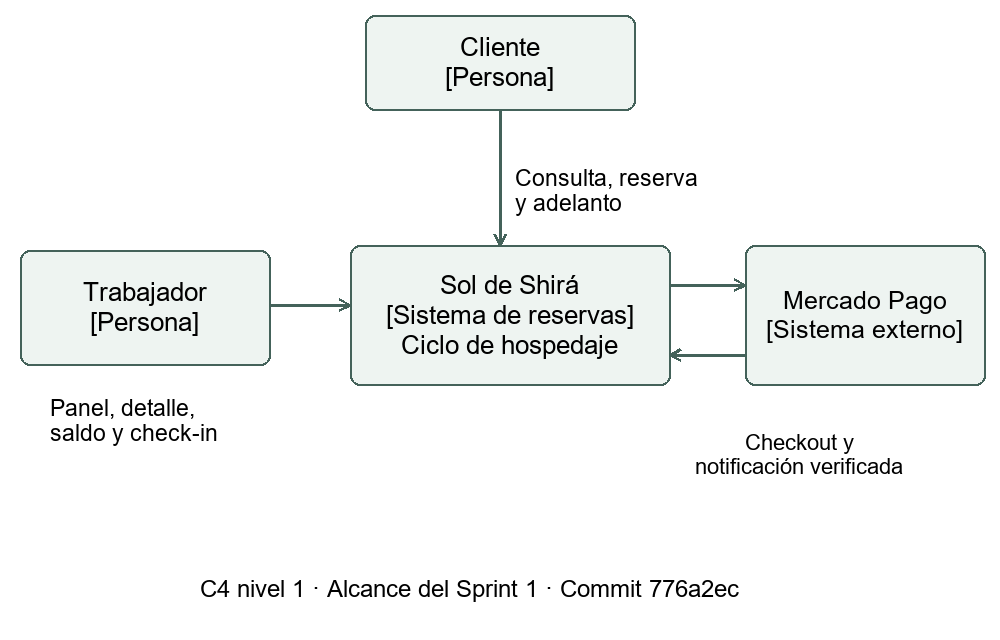 Cliente
[Persona]
Consulta, reserva
y adelanto
Trabajador
[Persona]
Sol de Shirá
[Sistema de reservas]
Ciclo de hospedaje
Mercado Pago
[Sistema externo]
Panel, detalle,
saldo y check-in
Checkout y
notificación verificada
C4 nivel 1 · Alcance del Sprint 1 · Commit 776a2ec